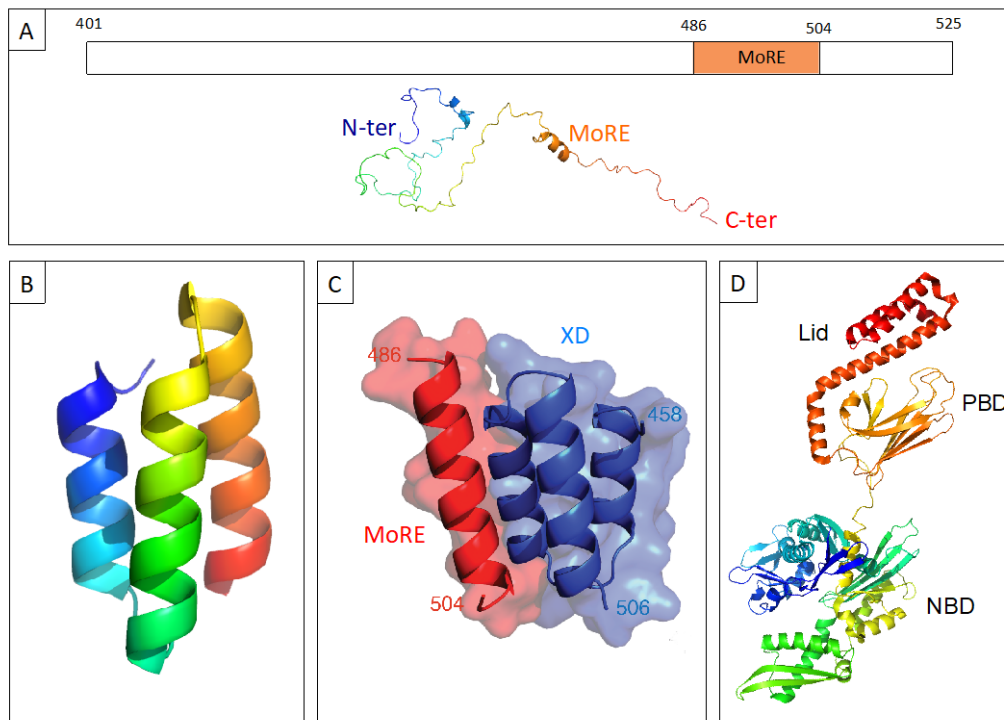 A
401
486
504
525
MoRE
N-ter
MoRE
C-ter
B
C
XD
486
458
MoRE
504
506
D
Lid
PBD
NBD